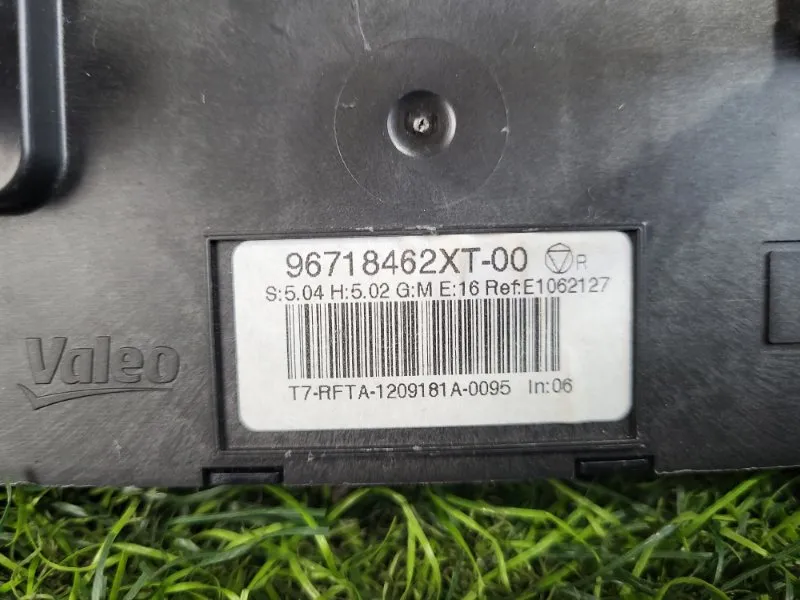 96718462XT-00 R
S:5.04 H:5.02 G:M E:16 Ref:E1062127
Valeo
T7-RFTA-1209181A-0095 In:06